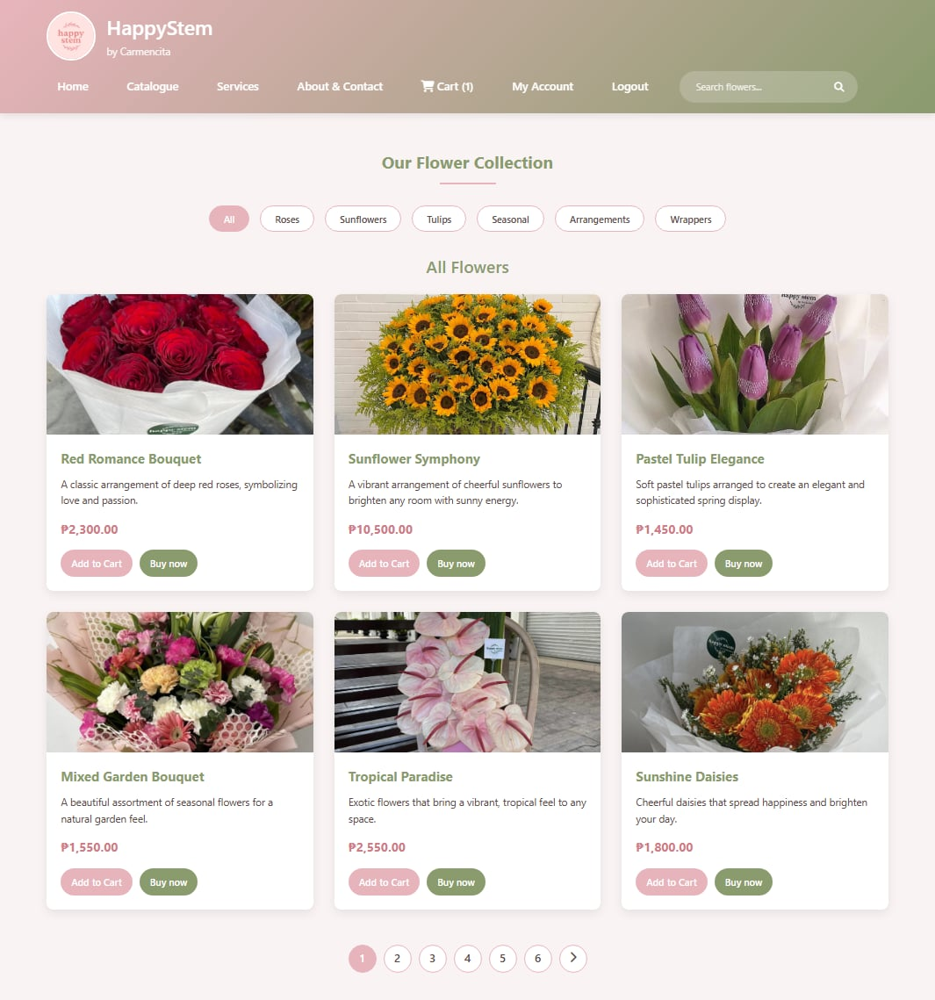 happy
stem
HappyStem
by Carmencita
Home
Catalogue
Services
About & Contact
Cart (1)
My Account
Logout
Search flowers...
Our Flower Collection
All
Roses
Sunflowers
Tulips
Seasonal
Arrangements
Wrappers
All Flowers
happy stem
happy stem
Red Romance Bouquet
A classic arrangement of deep red roses, symbolizing
love and passion.
₱2,300.00
Add to Cart
Buy now
Sunflower Symphony
A vibrant arrangement of cheerful sunflowers to
brighten any room with sunny energy.
₱10,500.00
Add to Cart
Buy now
Pastel Tulip Elegance
Soft pastel tulips arranged to create an elegant and
sophisticated spring display.
₱1,450.00
Add to Cart
Buy now
happy stem
happy stem
Mixed Garden Bouquet
A beautiful assortment of seasonal flowers for a
natural garden feel.
₱1,550.00
Add to Cart
Buy now
Tropical Paradise
Exotic flowers that bring a vibrant, tropical feel to any
space.
₱2,550.00
Add to Cart
Buy now
Sunshine Daisies
Cheerful daisies that spread happiness and brighten
your day.
₱1,800.00
Add to Cart
Buy now
1
2
3
4
5
6